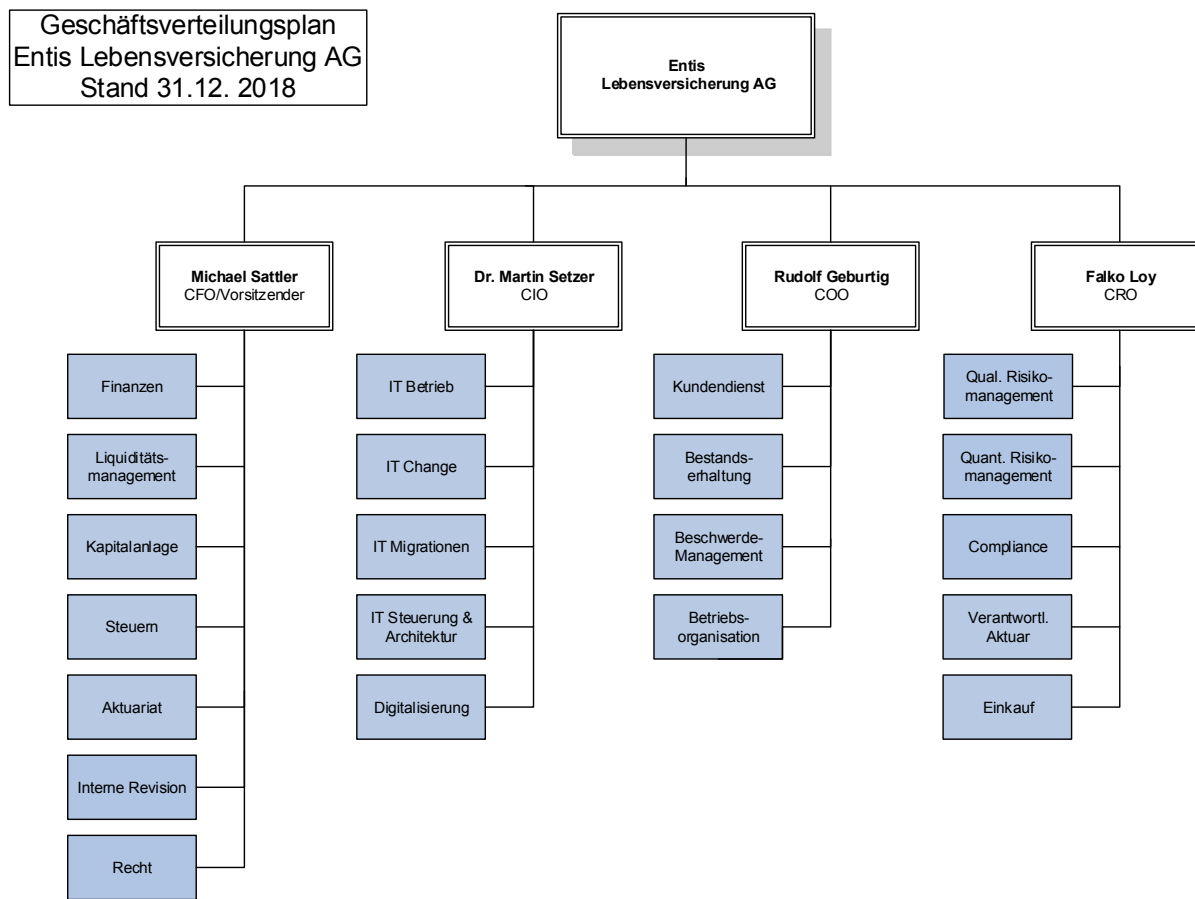 Geschäftsverteilungsplan
Entis Lebensversicherung AG
Stand 31.12. 2018
Entis
Lebensversicherung AG
Michael Sattler
CFO/Vorsitzender
Finanzen
Liquiditäts-
management
Kapitalanlage
Steuern
Aktuariat
Interne Revision
Recht
Dr. Martin Setzer
CIO
IT Betrieb
IT Change
IT Migrationen
IT Steuerung &
Architektur
Digitalisierung
Rudolf Geburtig
COO
Kundendienst
Bestands-
erhaltung
Beschwerde-
Management
Betriebs-
organisation
Falko Loy
CRO
Qual. Risiko-
management
Quant. Risiko-
management
Compliance
Verantwortl.
Aktuar
Einkauf